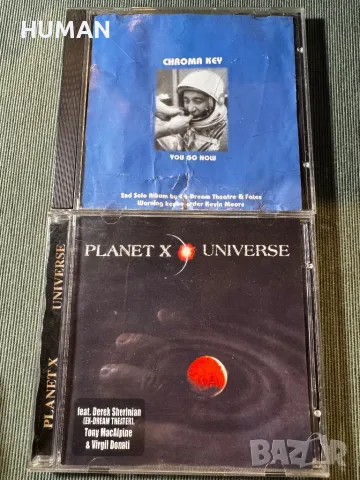 HUMAN
CHROMA KEY
YOU GO NOW
2nd Solo Album by Ex Dream Theatre & Fates
Warning keyboarder Kevin Moore
PLANET X UNIVERSE
PLANET X UNIVERSE
feat. Derek Sherinian
(EX-DREAM THEATER),
Tony MacAlpine
& Virgil Donati
BAZAR
bg